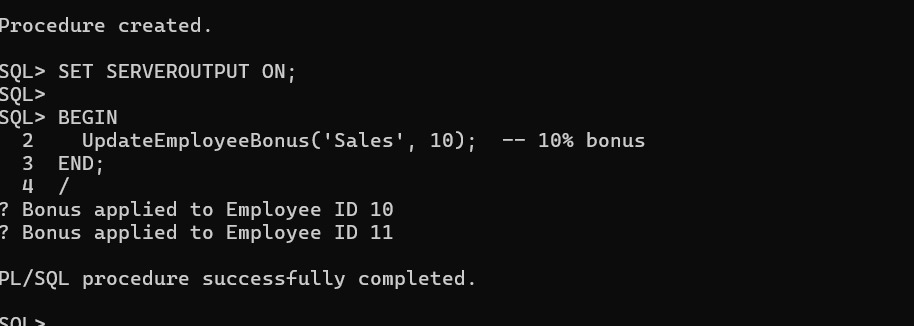 Procedure created.
SQL> SET SERVEROUTPUT ON;
SQL>
SQL> BEGIN
  2    UpdateEmployeeBonus('Sales', 10);  -- 10% bonus
  3  END;
  4  /
? Bonus applied to Employee ID 10
? Bonus applied to Employee ID 11
PL/SQL procedure successfully completed.
SQL>